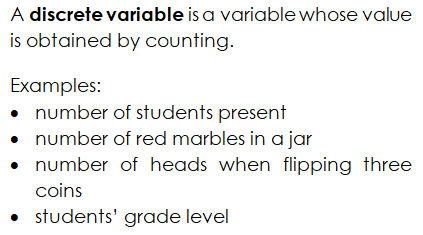 A discrete variable is a variable whose value
is obtained by counting.
Examples:
• number of students present
• number of red marbles in a jar
• number of heads when flipping three
coins
• students’ grade level